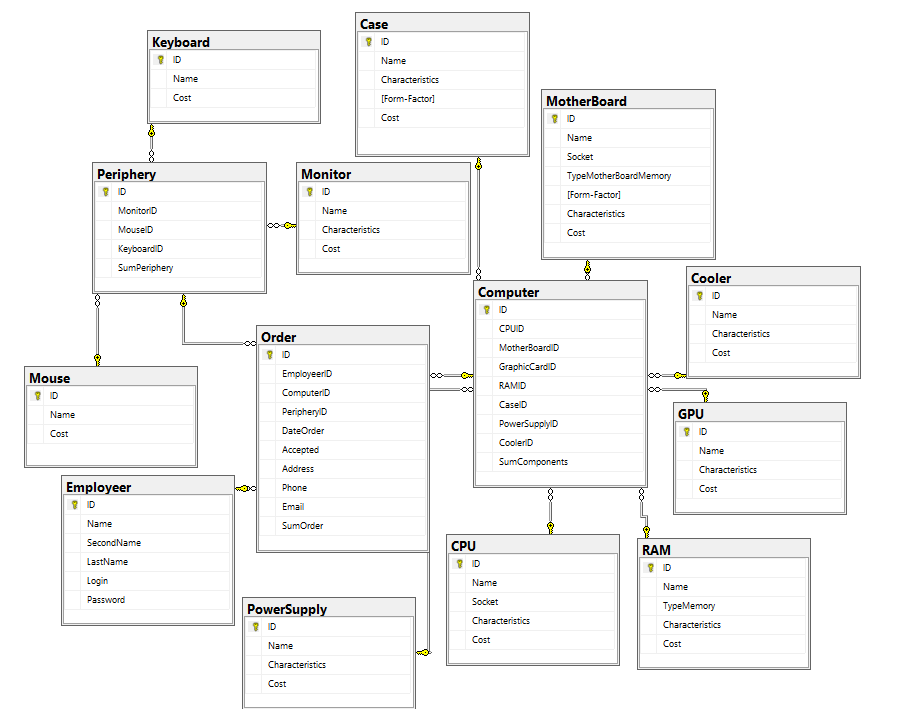 Keyboard
ID
Name
Cost
Case
ID
Name
Characteristics
[Form-Factor]
Cost
MotherBoard
ID
Name
Socket
TypeMotherBoardMemory
[Form-Factor]
Characteristics
Cost
Periphery
ID
MonitorID
MouseID
KeyboardID
SumPeriphery
Monitor
ID
Name
Characteristics
Cost
Computer
ID
CPUID
MotherBoardID
GraphicCardID
RAMID
CaseID
PowerSupplyID
CoolerID
SumComponents
Cooler
ID
Name
Characteristics
Cost
Order
ID
EmployeerID
ComputerID
PeripheryID
DateOrder
Accepted
Address
Phone
Email
SumOrder
Mouse
ID
Name
Cost
GPU
ID
Name
Characteristics
Cost
Employeer
ID
Name
SecondName
LastName
Login
Password
CPU
ID
Name
Socket
Characteristics
Cost
RAM
ID
Name
TypeMemory
Characteristics
Cost
PowerSupply
ID
Name
Characteristics
Cost